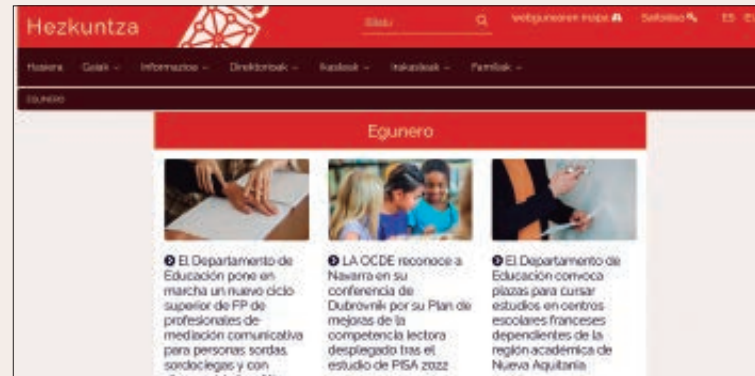 Hezkuntza
Bilatu
webgunearen mapa
Sarbidea
ES
Hasiera
Gaiak
Informazioa
Direktorioak
Ikasleak
Irakasleak
Familiak
EGUNERO
Egunero
El Departamento de
Educación pone en
marcha un nuevo ciclo
superior de FP de
profesionales de
mediación comunicativa
para personas sordas,
sordociegas y con
LA OCDE reconoce a
Navarra en su
conferencia de
Dubrovnik por su Plan de
mejoras de la
competencia lectora
desplegado tras el
estudio de PISA 2022
El Departamento de
Educación convoca
plazas para cursar
estudios en centros
escolares franceses
dependientes de la
región académica de
Nueva Aquitania